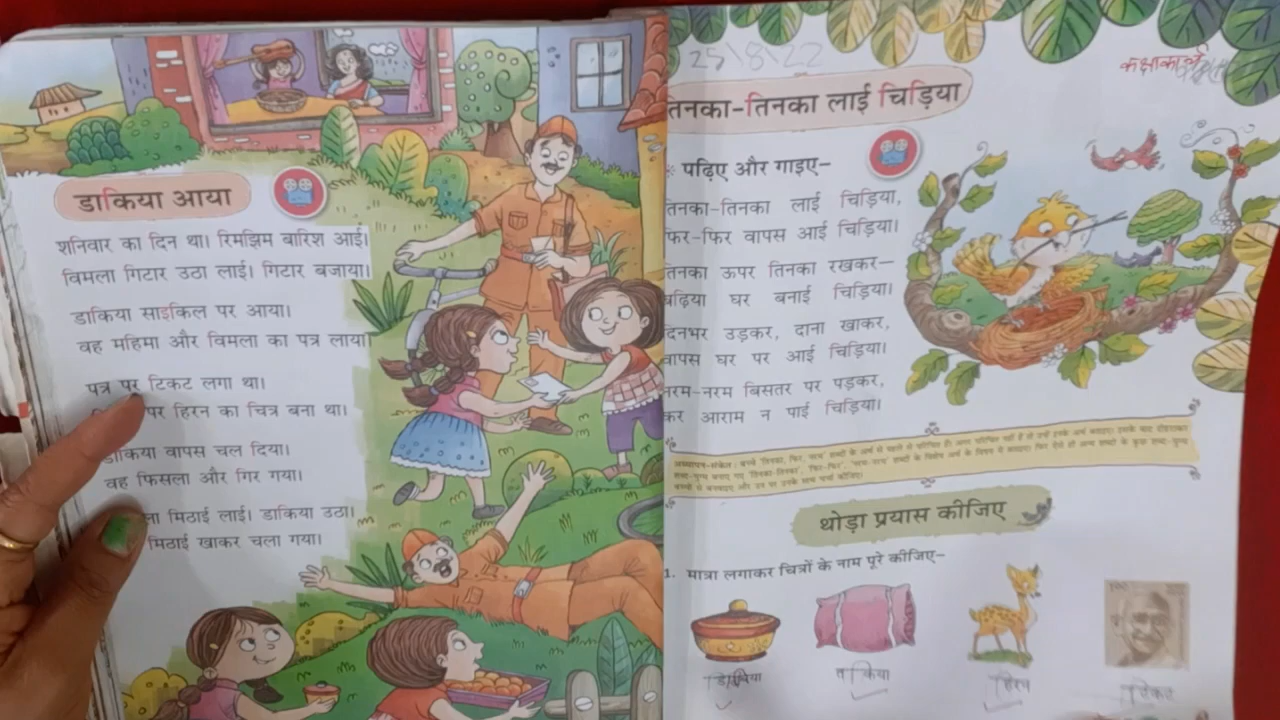 डाकिया आया
शनिवार का दिन था। रिमझिम बारिश आई।
विमला गिटार उठा लाई। गिटार बजाया।
डाकिया साइकिल पर आया।
वह महिमा और विमला का पत्र लाया।
पत्र पर टिकट लगा था।
पर हिरन का चित्र बना था।
डाकिया वापस चल दिया।
वह फिसला और गिर गया।
मिठाई लाई। डाकिया उठा।
मिठाई खाकर चला गया।
25/8/22
कक्षाकार्य
तिनका-तिनका लाई चिड़िया
पढ़िए और गाइए–
तिनका-तिनका लाई चिड़िया,
फिर-फिर वापस आई चिड़िया।
तिनका ऊपर तिनका रखकर–
बढ़िया घर बनाई चिड़िया।
दिनभर उड़कर, दाना खाकर,
वापस घर पर आई चिड़िया।
नरम-नरम बिसतर पर पड़कर,
कर आराम न पाई चिड़िया।
थोड़ा प्रयास कीजिए
1. मात्रा लगाकर चित्रों के नाम पूरे कीजिए–
तकिया
हिरन
टिकट